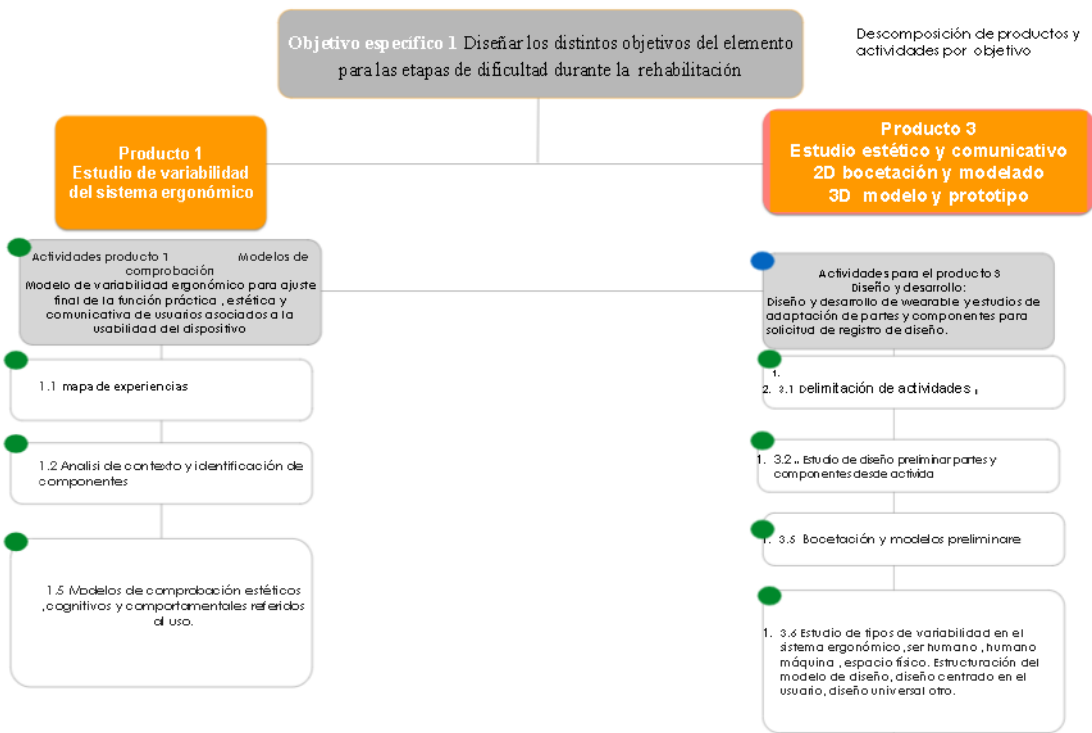 Objetivo específico 1 Diseñar los distintos objetivos del elemento
para las etapas de dificultad durante la rehabilitación
Descomposición de productos y
actividades por objetivo
Producto 1
Estudio de variabilidad
del sistema ergonómico
Producto 3
Estudio estético y comunicativo
2D bocetación y modelado
3D modelo y prototipo
Actividades producto 1 Modelos de
comprobación
Modelo de variabilidad ergonómico para ajuste
final de la función práctica , estética y
comunicativa de usuarios asociados a la
usabilidad del dispositivo
1.1 mapa de experiencias
1.2 Analisi de contexto y identificación de
componentes
1.5 Modelos de comprobación estéticos
,cognitivos y comportamentales referidos
al uso.
Actividades para el producto 3
Diseño y desarrollo:
Diseño y desarrollo de wearable y estudios de
adaptación de partes y componentes para
solicitud de registro de diseño.
1.
2. 3.1 Delimitación de actividades ,
1. 3.2 .. Estudio de diseño preliminar partes y
componentes desde activida
1. 3.5 Bocetación y modelos preliminare
1. 3.6 Estudio de tipos de variabilidad en el
sistema ergonómico ,ser humano , humano
máquina , espacio físico. Estructuración del
modelo de diseño, diseño centrado en el
usuario, diseño universal otro.